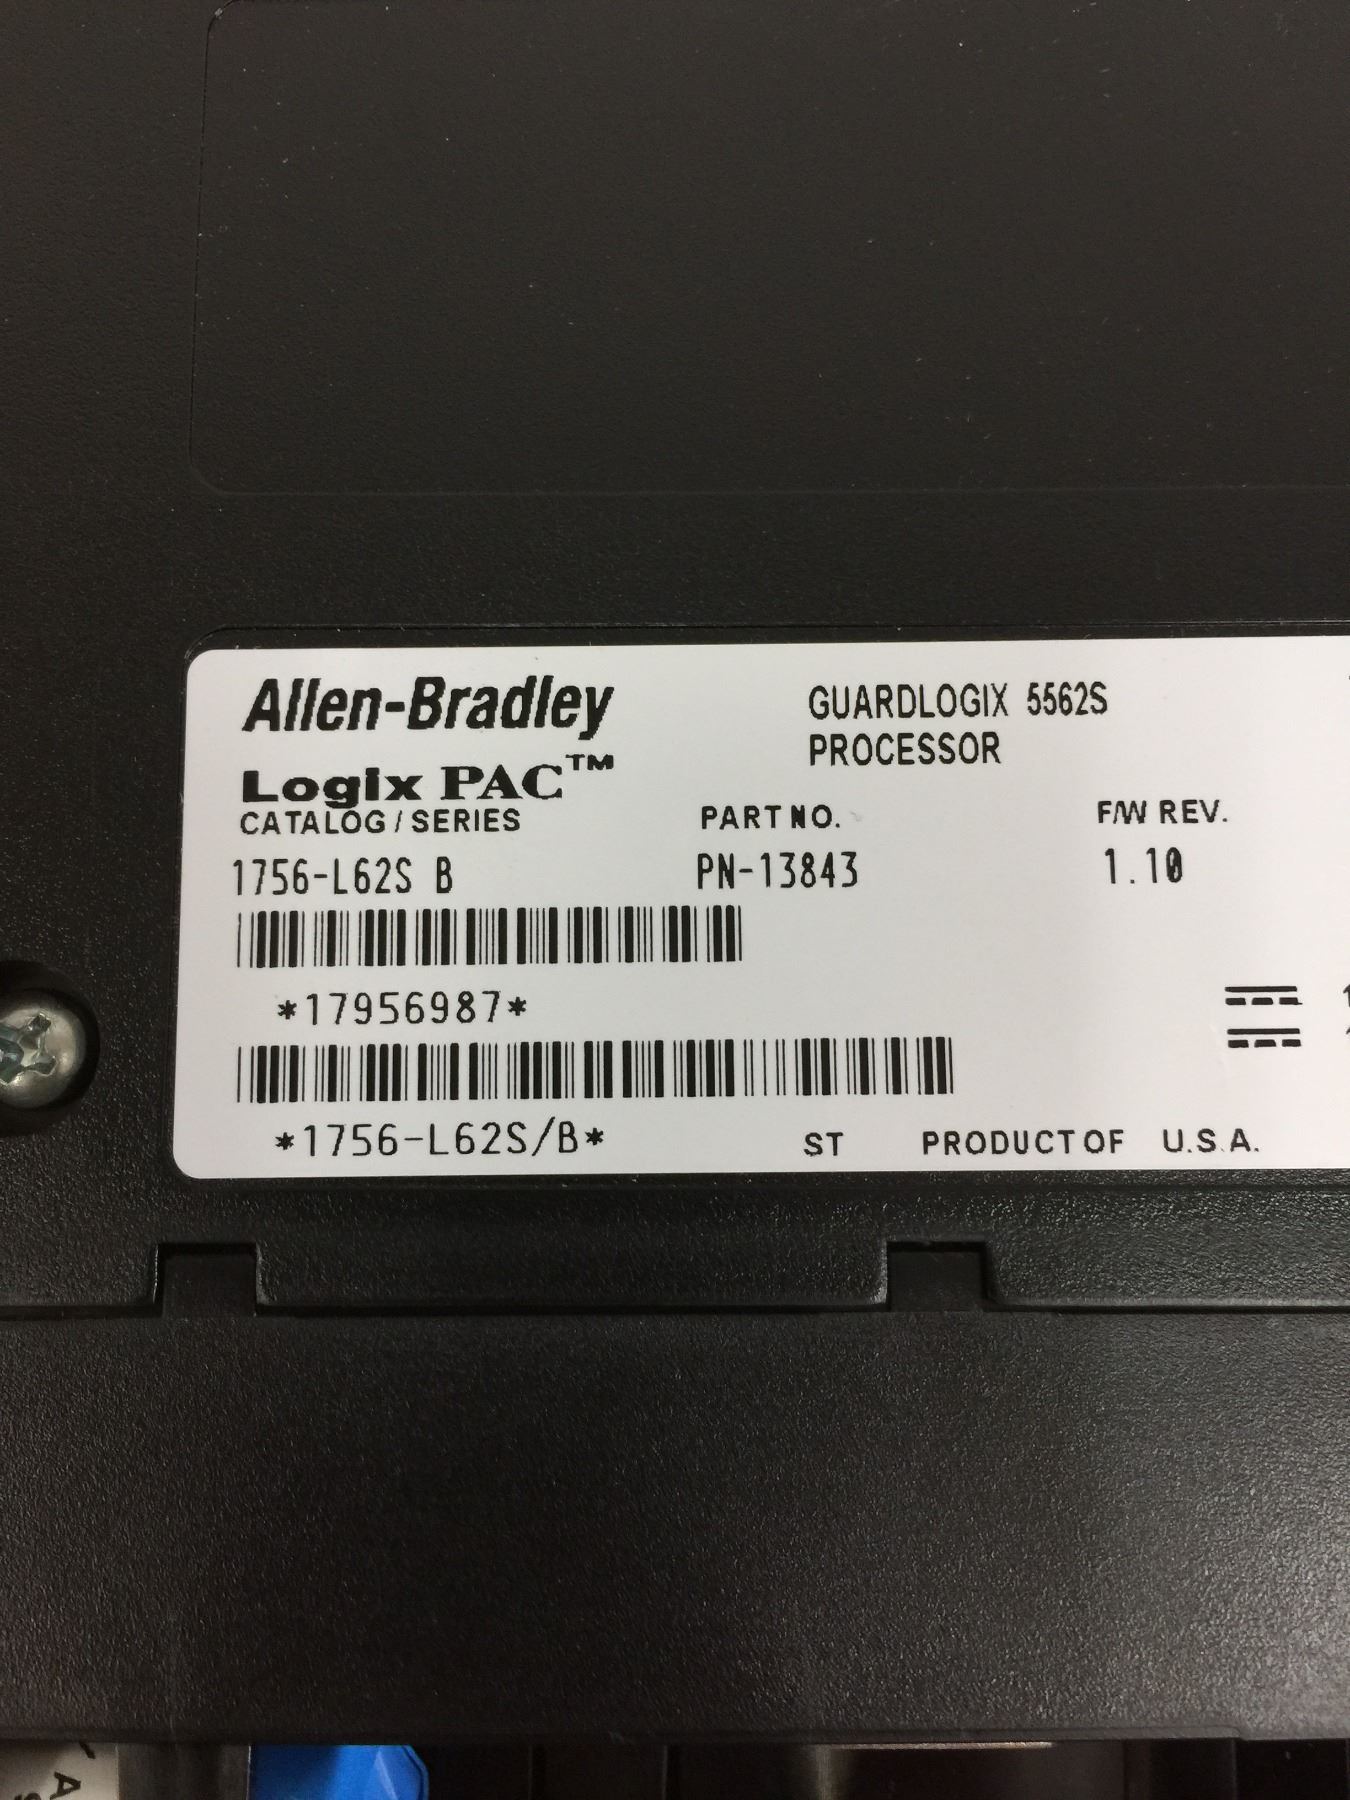 Allen-Bradley
Logix PAC™
GUARDLOGIX 5562S
PROCESSOR
CATALOG / SERIES PART NO. F/W REV.
1756-L62S B PN-13843 1.10
*17956987*
*1756-L62S/B* ST PRODUCT OF U.S.A.
A